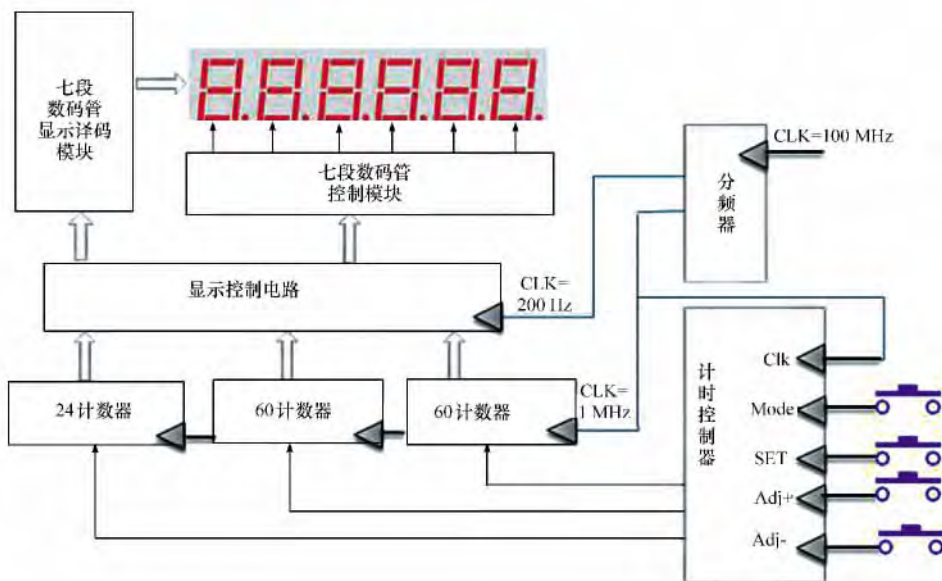 七段
数码管
显示译码
模块
七段数码管
控制模块
CLK=100 MHz
分频器
显示控制电路
CLK=
200 Hz
24计数器
60计数器
60计数器
CLK=
1 MHz
计时控制器
Clk
Mode
SET
Adj+
Adj-